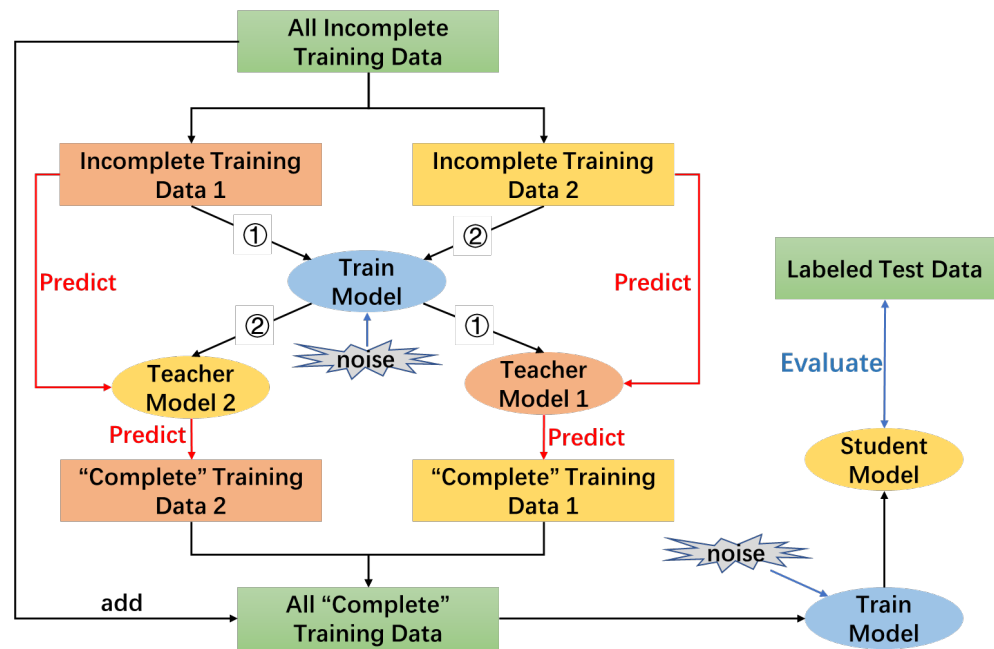 All Incomplete
Training Data
Incomplete Training
Data 1
Incomplete Training
Data 2
①
②
Predict
Train
Model
Predict
Labeled Test Data
②
①
noise
Evaluate
Teacher
Model 2
Teacher
Model 1
Predict
Predict
Student
Model
“Complete” Training
Data 2
“Complete” Training
Data 1
noise
add
All “Complete”
Training Data
Train
Model